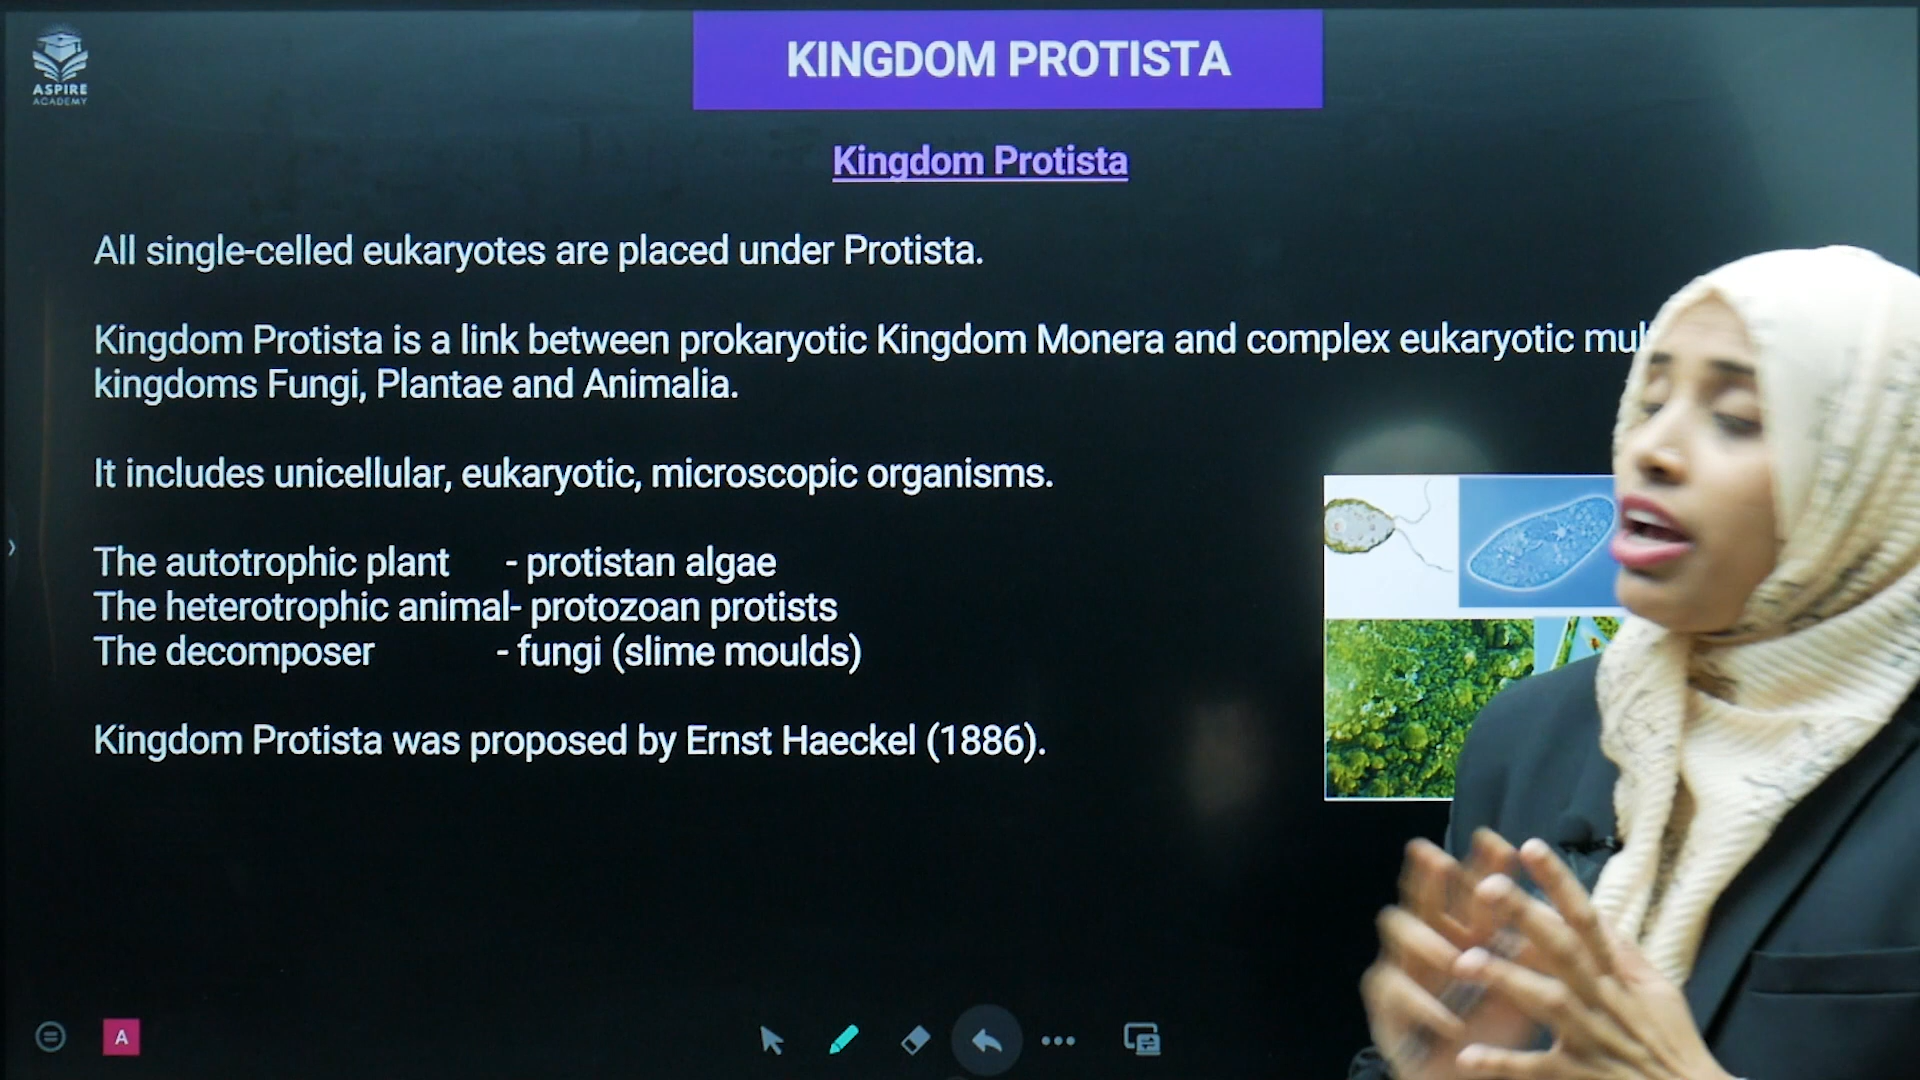 ASPIRE
ACADEMY
KINGDOM PROTISTA
Kingdom Protista
All single-celled eukaryotes are placed under Protista.
Kingdom Protista is a link between prokaryotic Kingdom Monera and complex eukaryotic
kingdoms Fungi, Plantae and Animalia.
It includes unicellular, eukaryotic, microscopic organisms.
The autotrophic plant - protistan algae
The heterotrophic animal- protozoan protists
The decomposer - fungi (slime moulds)
Kingdom Protista was proposed by Ernst Haeckel (1886).
A